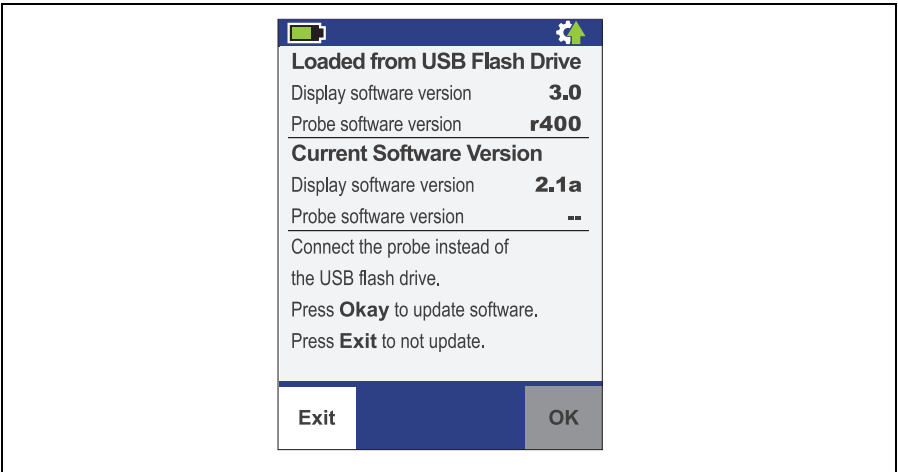 Loaded from USB Flash Drive
Display software version 3.0
Probe software version r400
Current Software Version
Display software version 2.1a
Probe software version --
Connect the probe instead of
the USB flash drive.
Press Okay to update software.
Press Exit to not update.
Exit OK